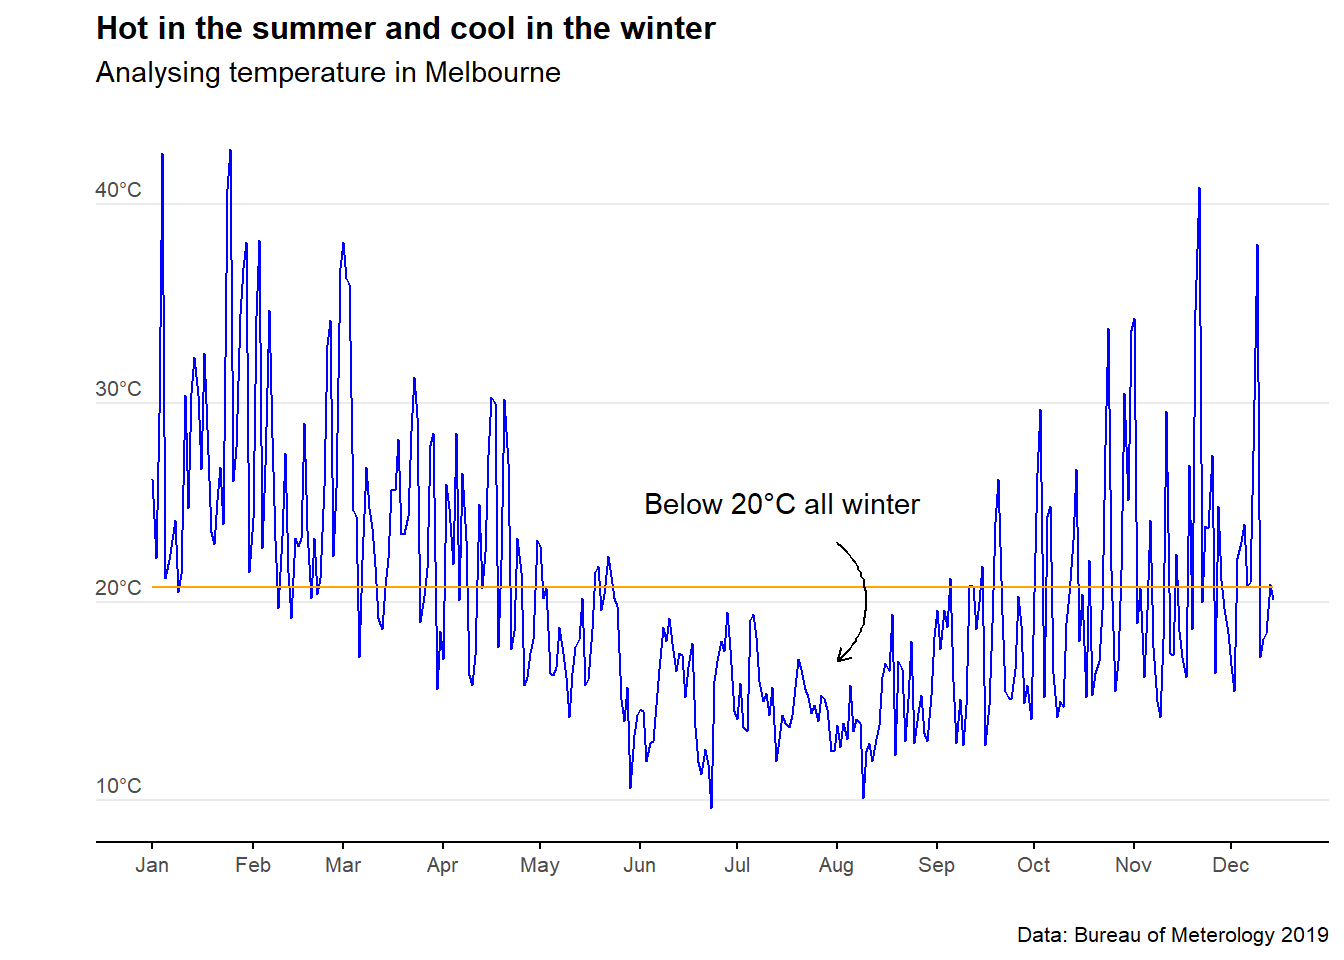 Hot in the summer and cool in the winter
Analysing temperature in Melbourne
40°C
30°C
Below 20°C all winter
20°C
10°C
Jan Feb Mar Apr May Jun Jul Aug Sep Oct Nov Dec
Data: Bureau of Meterology 2019